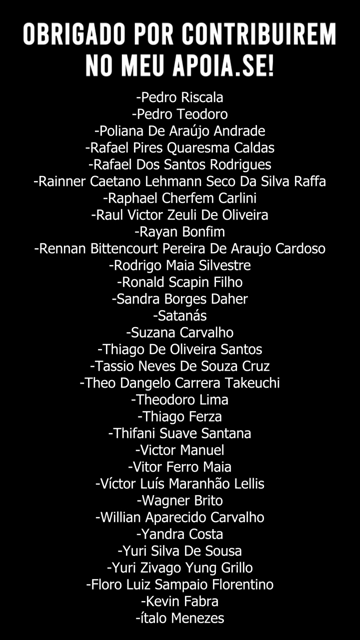 OBRIGADO POR CONTRIBUIREM
NO MEU APOIA.SE!
-Pedro Riscala
-Pedro Teodoro
-Poliana De Araújo Andrade
-Rafael Pires Quaresma Caldas
-Rafael Dos Santos Rodrigues
-Rainner Caetano Lehmann Seco Da Silva Raffa
-Raphael Cherfem Carlini
-Raul Victor Zeuli De Oliveira
-Rayan Bonfim
-Rennan Bittencourt Pereira De Araujo Cardoso
-Rodrigo Maia Silvestre
-Ronald Scapin Filho
-Sandra Borges Daher
-Satanás
-Suzana Carvalho
-Thiago De Oliveira Santos
-Tassio Neves De Souza Cruz
-Theo Dangelo Carrera Takeuchi
-Theodoro Lima
-Thiago Ferza
-Thifani Suave Santana
-Victor Manuel
-Vitor Ferro Maia
-Víctor Luís Maranhão Lellis
-Wagner Brito
-Willian Aparecido Carvalho
-Yandra Costa
-Yuri Silva De Sousa
-Yuri Zivago Yung Grillo
-Floro Luiz Sampaio Florentino
-Kevin Fabra
-ítalo Menezes